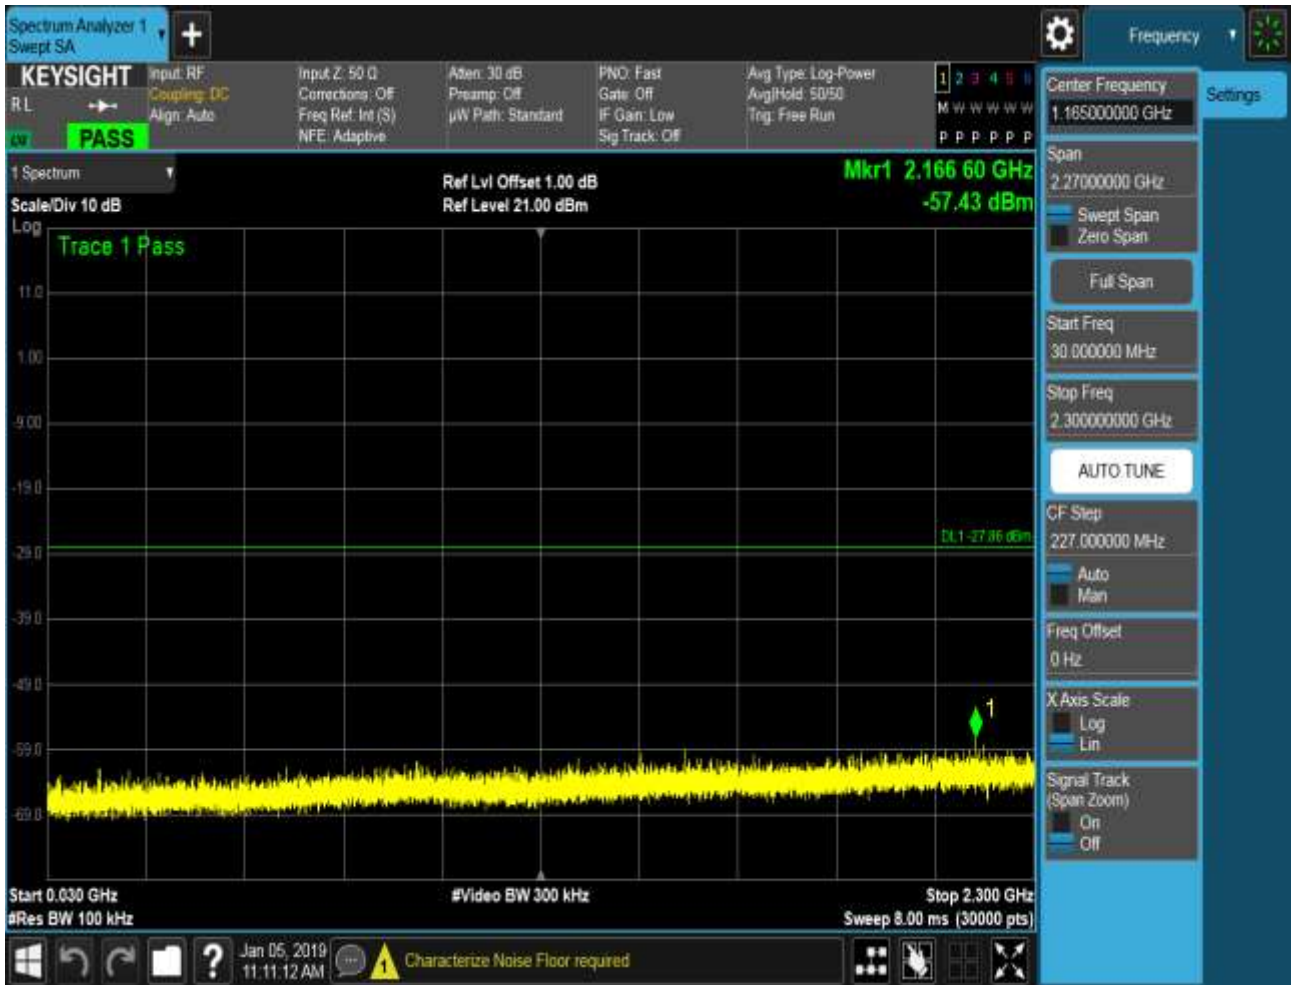 Spectrum Analyzer 1
Swept SA
Frequency
KEYSIGHT
RL
PASS
Input: RF
Coupling: DC
Align: Auto
Input Z: 50 Ω
Corrections: Off
Freq Ref: Int (S)
NFE: Adaptive
Atten: 30 dB
Preamp: Off
µW Path: Standard
PNO: Fast
Gate: Off
IF Gain: Low
Sig Track: Off
Avg Type: Log-Power
Avg|Hold: 50/50
Trig: Free Run
1 2 3 4 5 6
M W W W W W
P P P P P P
1 Spectrum
Scale/Div 10 dB
Ref Lvl Offset 1.00 dB
Ref Level 21.00 dBm
Mkr1 2.166 60 GHz
-57.43 dBm
Log
Trace 1 Pass
11.0
1.00
-9.00
-19.0
DL1 -27.86 dBm
-29.0
-39.0
-49.0
1
-59.0
-69.0
Start 0.030 GHz
#Video BW 300 kHz
Stop 2.300 GHz
#Res BW 100 kHz
Sweep 8.00 ms (30000 pts)
?
Jan 05, 2019
11:11:12 AM
1
Characterize Noise Floor required
Center Frequency
1.165000000 GHz
Settings
Span
2.27000000 GHz
Swept Span
Zero Span
Full Span
Start Freq
30.000000 MHz
Stop Freq
2.300000000 GHz
AUTO TUNE
CF Step
227.000000 MHz
Auto
Man
Freq Offset
0 Hz
X Axis Scale
Log
Lin
Signal Track
(Span Zoom)
On
Off